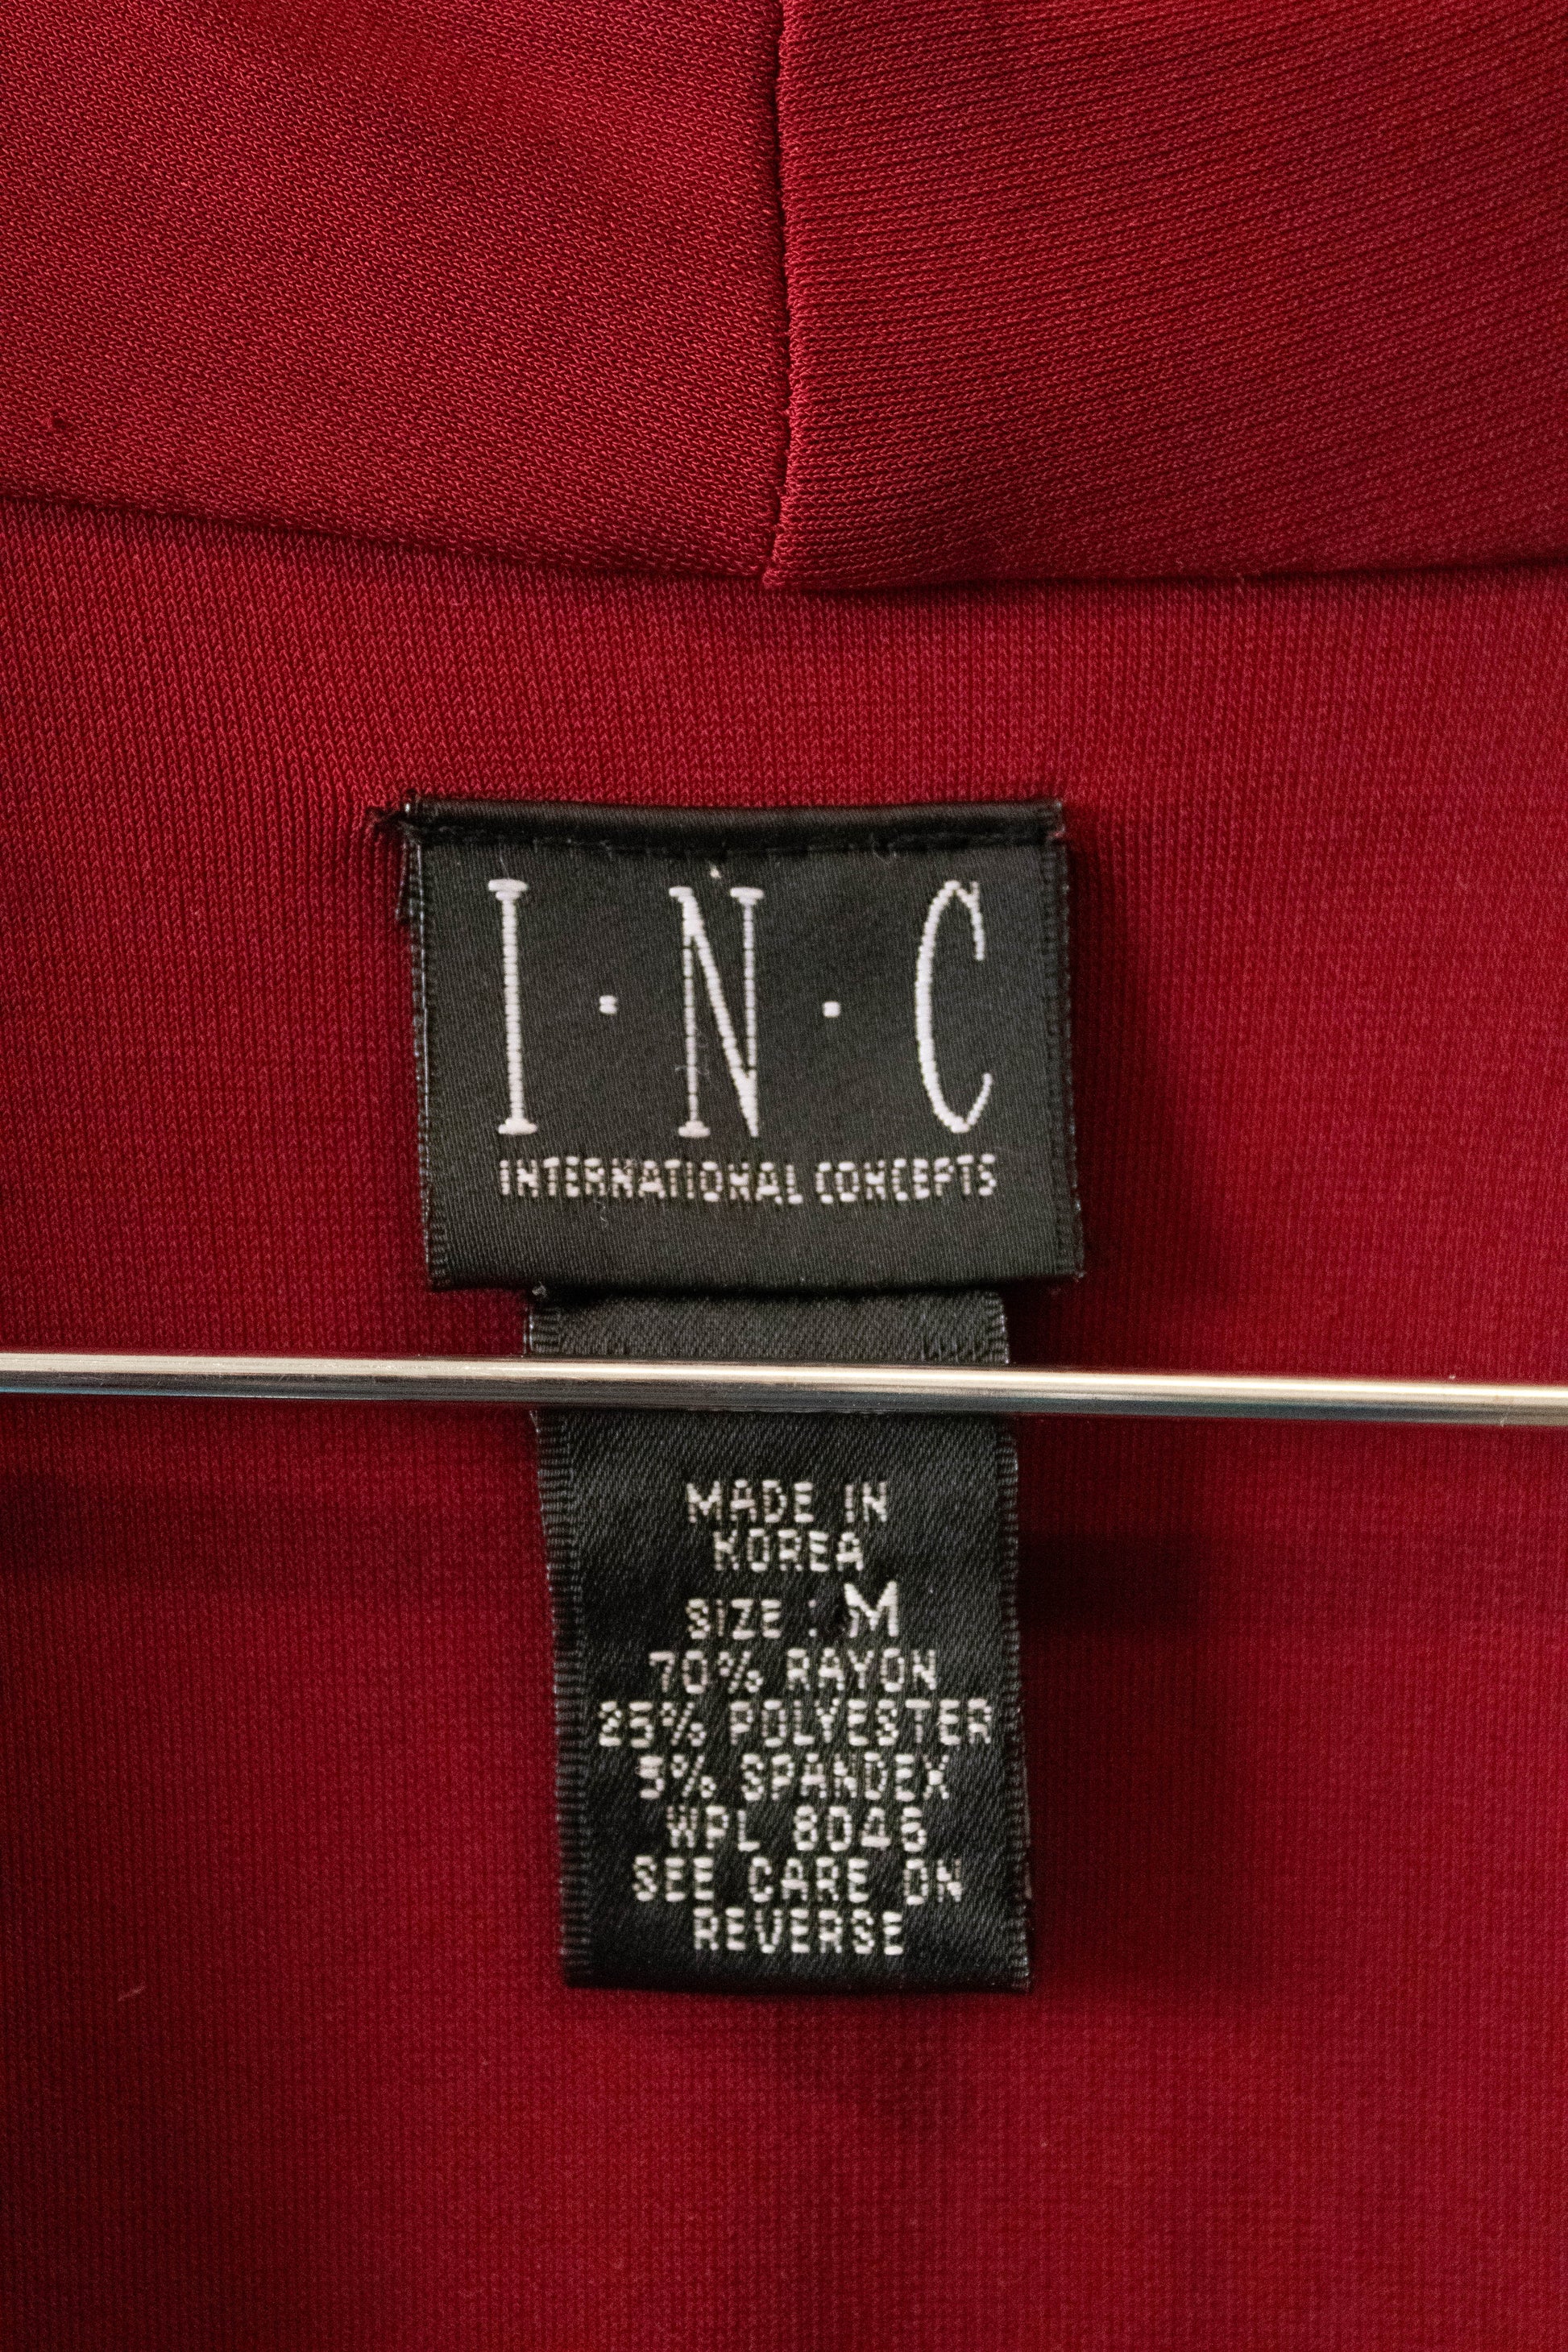 I·N·C
INTERNATIONAL CONCEPTS
MADE IN
KOREA
SIZE : M
70% RAYON
25% POLYESTER
5% SPANDEX
WPL 8046
SEE CARE ON
REVERSE